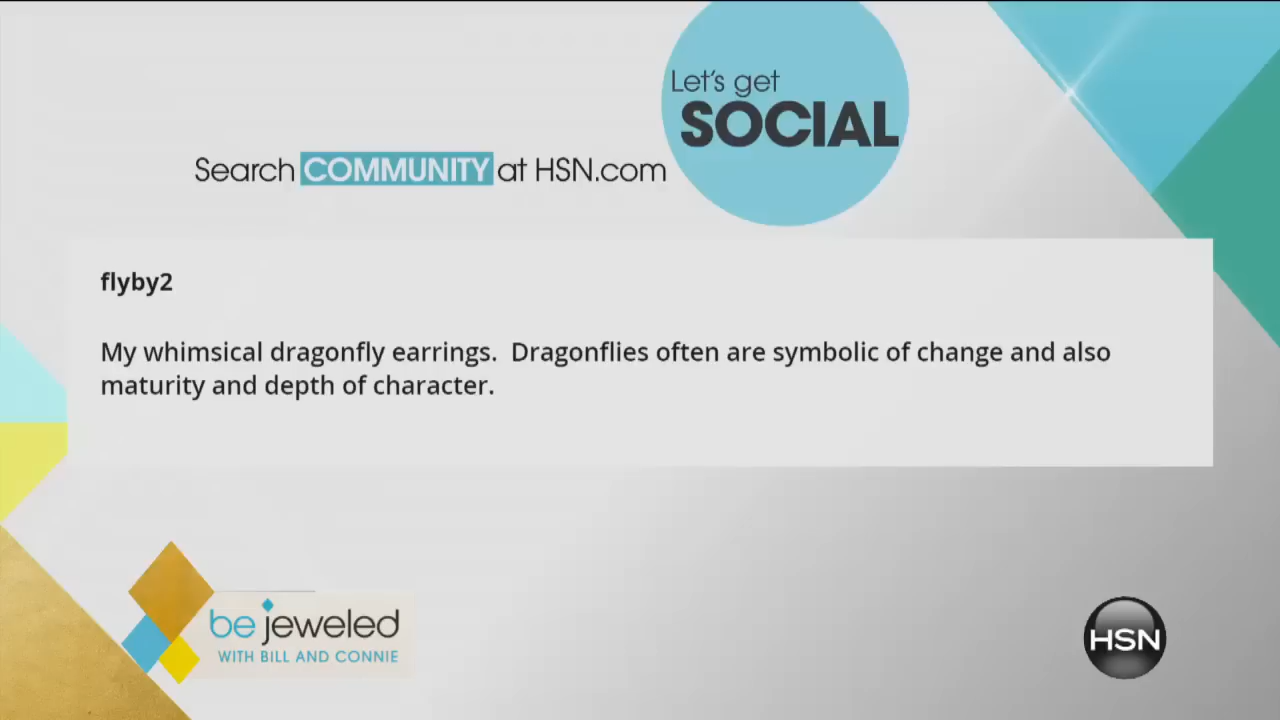 Let's get
SOCIAL
Search COMMUNITY at HSN.com
flyby2
My whimsical dragonfly earrings.  Dragonflies often are symbolic of change and also
maturity and depth of character.
be jeweled
WITH BILL AND CONNIE
HSN